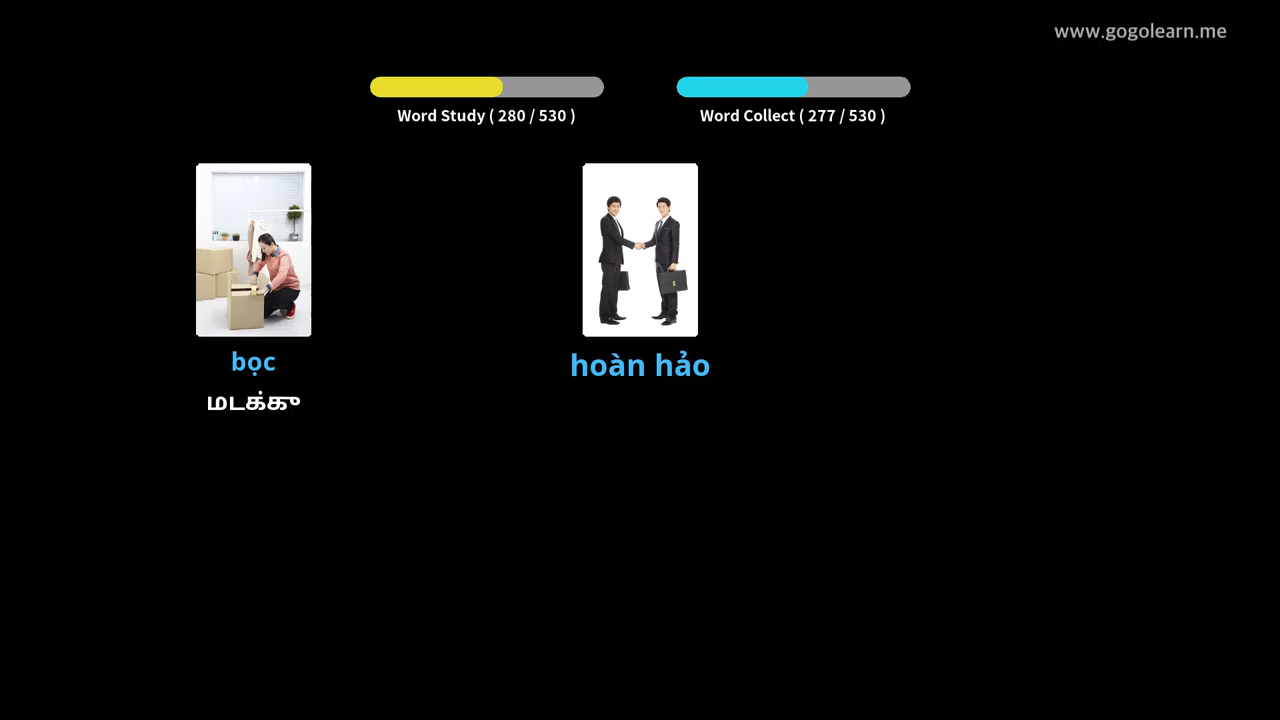 www.gogolearn.me
Word Study ( 280 / 530 )
Word Collect ( 277 / 530 )
bọc
மடக்கு
hoàn hảo